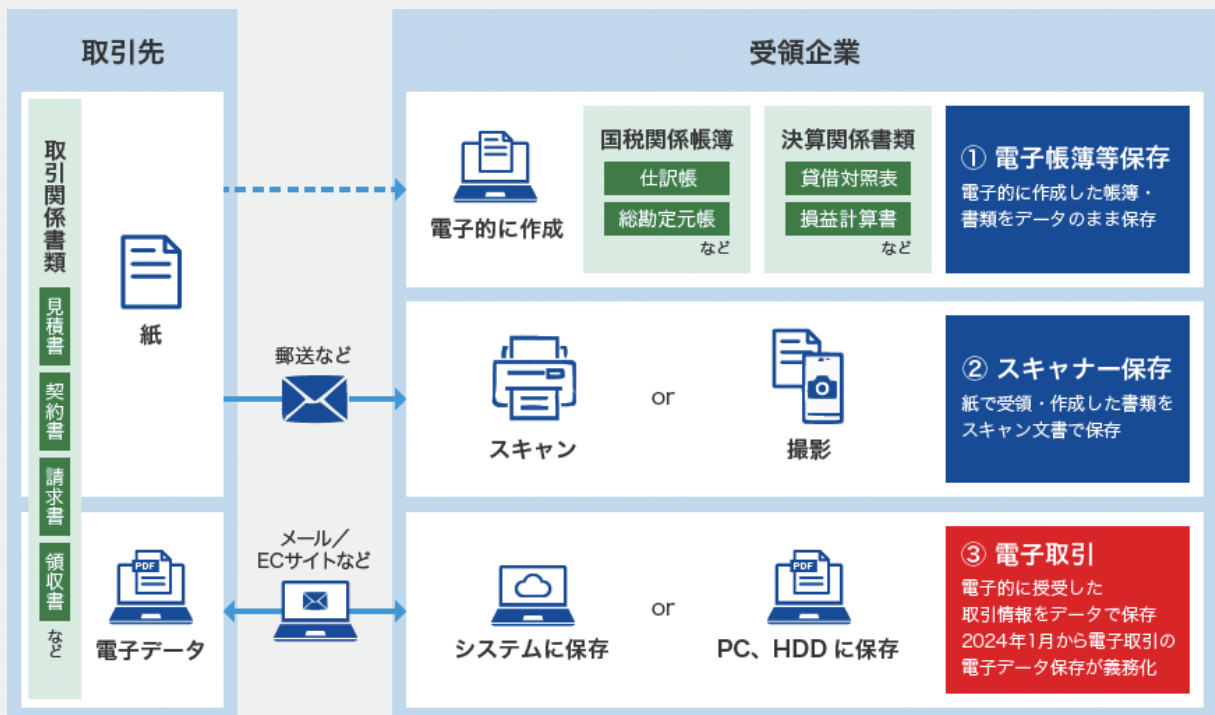 取引先
取引関係書類
見積書
契約書
請求書
領収書
など
紙
PDF
電子データ
郵送など
メール／
ECサイトなど
受領企業
電子的に作成
国税関係帳簿
仕訳帳
総勘定元帳
など
決算関係書類
貸借対照表
損益計算書
など
① 電子帳簿等保存
電子的に作成した帳簿・
書類をデータのまま保存
スキャン
or
撮影
② スキャナー保存
紙で受領・作成した書類を
スキャン文書で保存
システムに保存
or
PDF
PC、HDD に保存
③ 電子取引
電子的に授受した
取引情報をデータで保存
2024年1月から電子取引の
電子データ保存が義務化